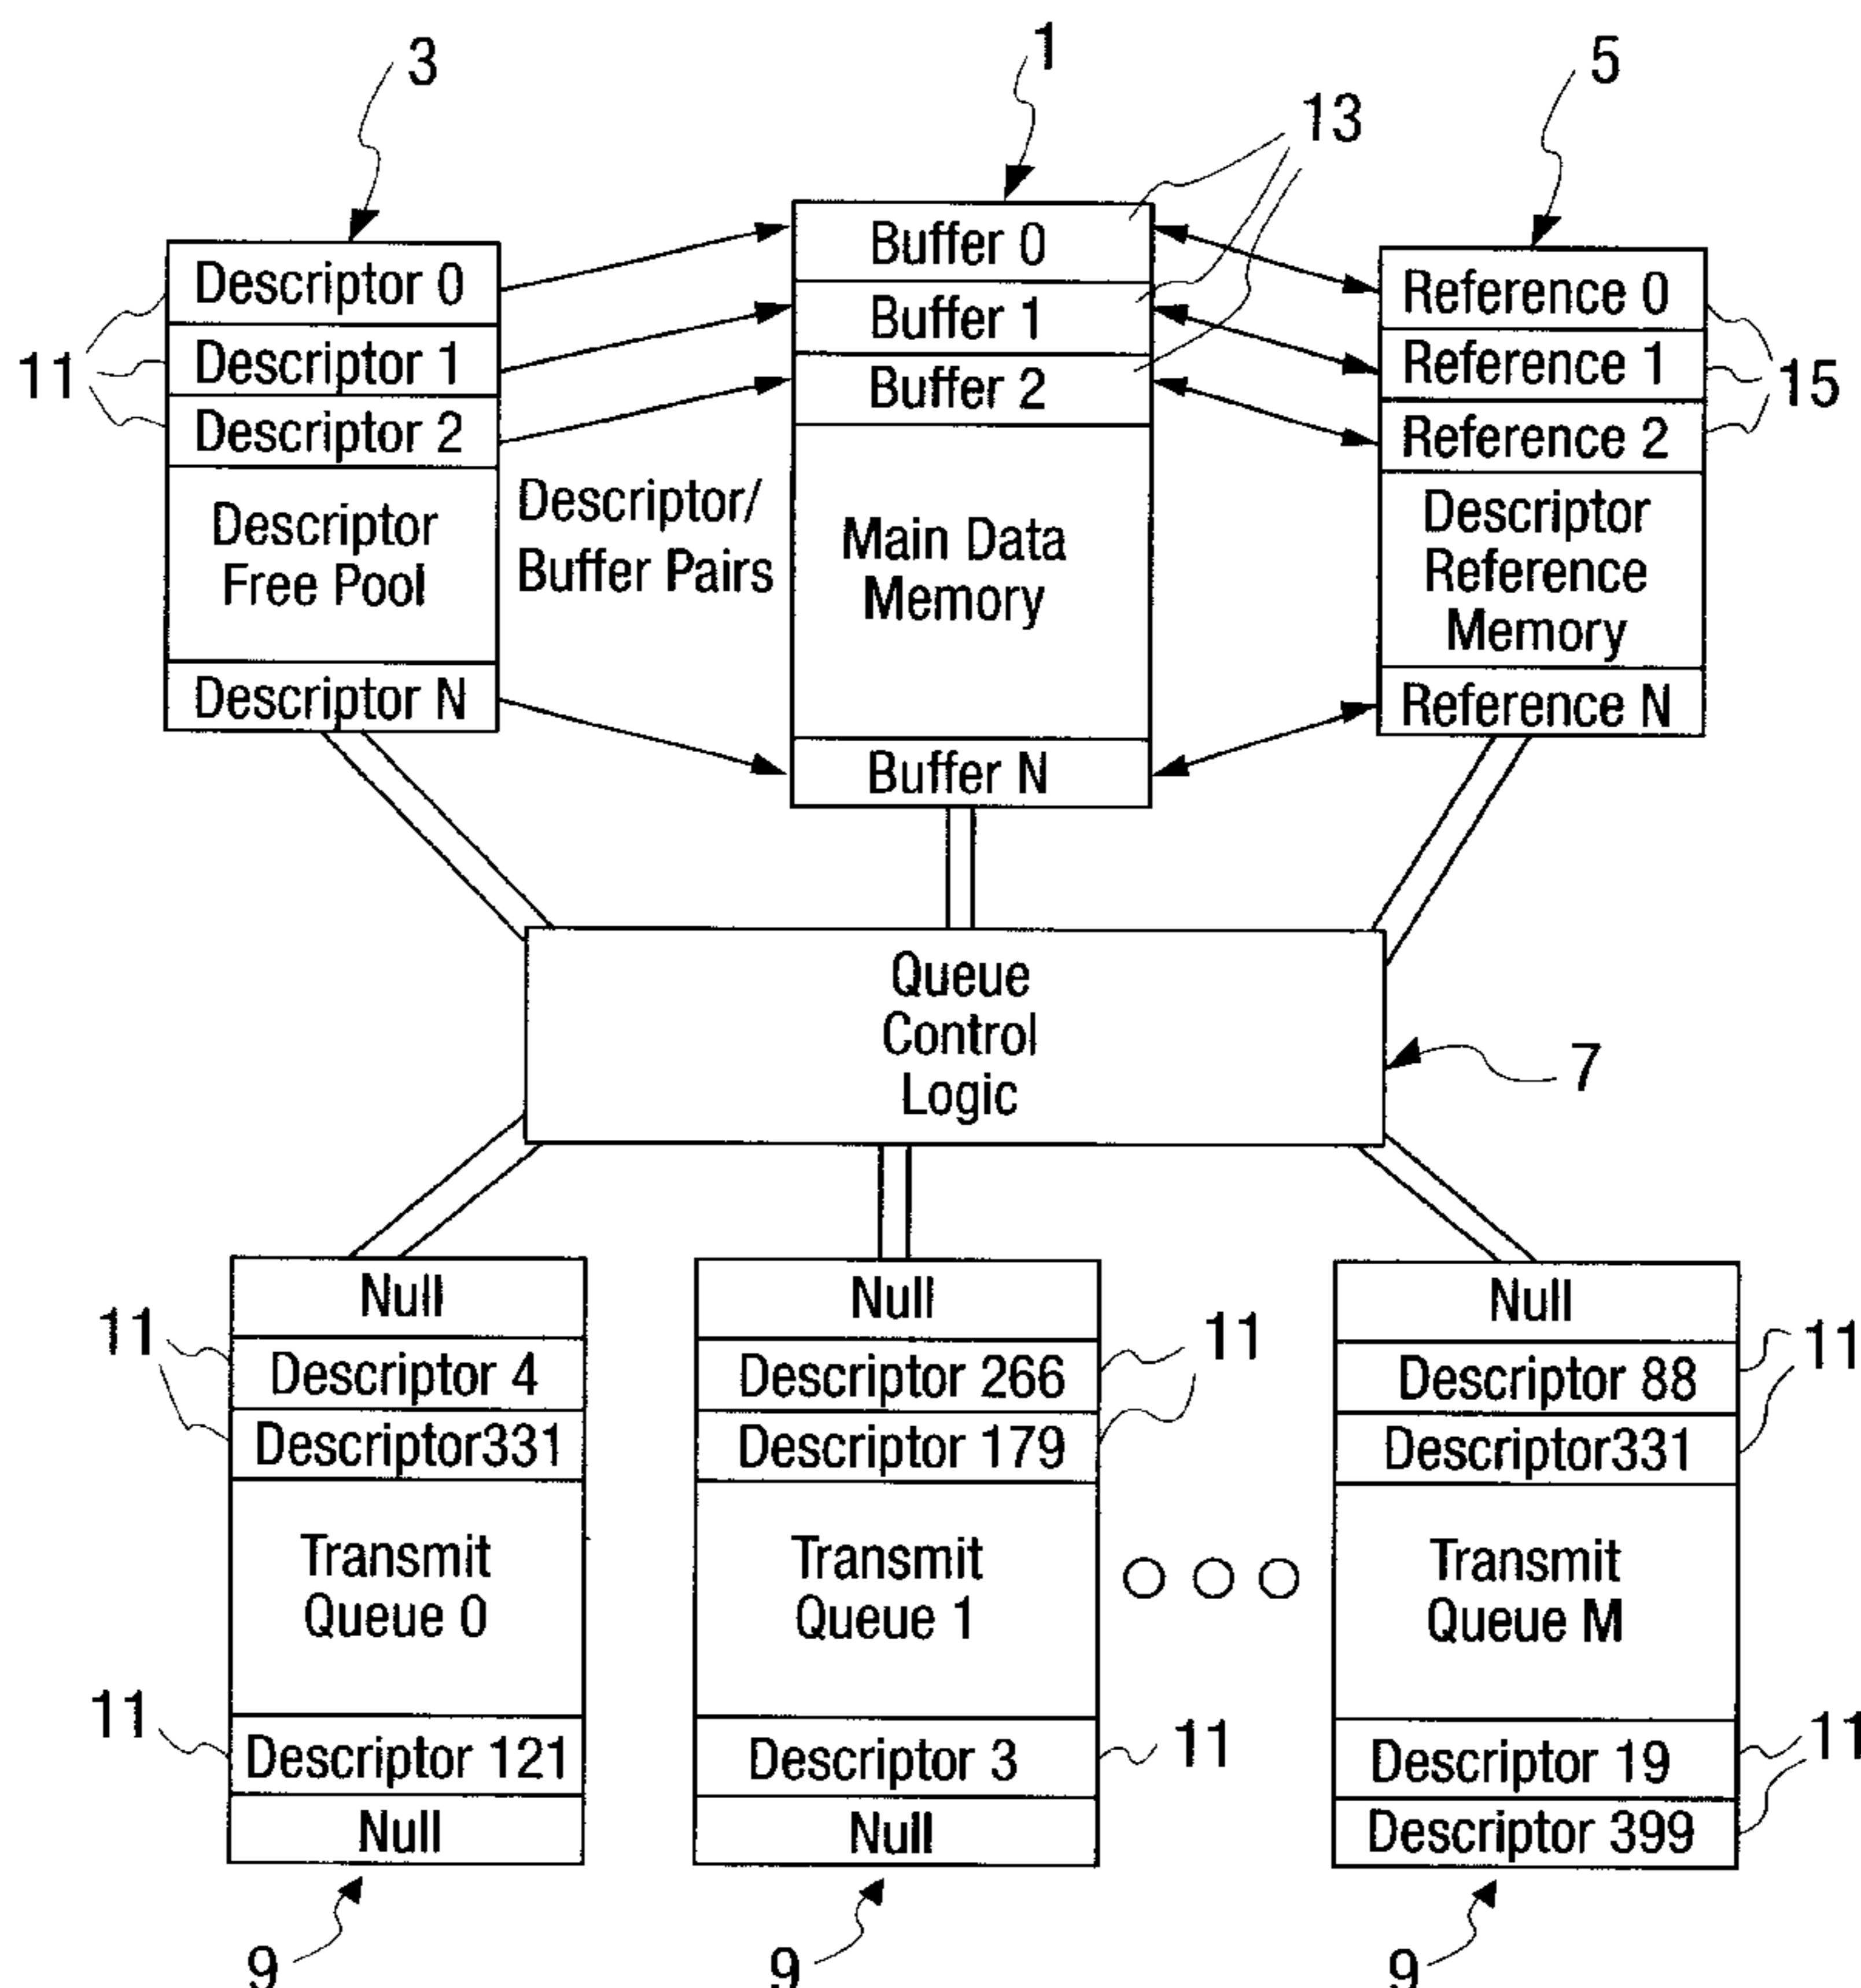 3
1
5
13
Descriptor 0
Descriptor 1
Descriptor 2
Descriptor
Free Pool
Descriptor N
11
Descriptor/
Buffer Pairs
Buffer 0
Buffer 1
Buffer 2
Main Data
Memory
Buffer N
Reference 0
Reference 1
Reference 2
Descriptor
Reference
Memory
Reference N
15
Queue
Control
Logic
7
Null
Descriptor 4
Descriptor331
Transmit
Queue 0
Descriptor 121
Null
11
11
9
Null
Descriptor 266
Descriptor 179
Transmit
Queue 1
Descriptor 3
Null
11
11
9
Null
Descriptor 88
Descriptor331
Transmit
Queue M
Descriptor 19
Descriptor 399
11
11
9